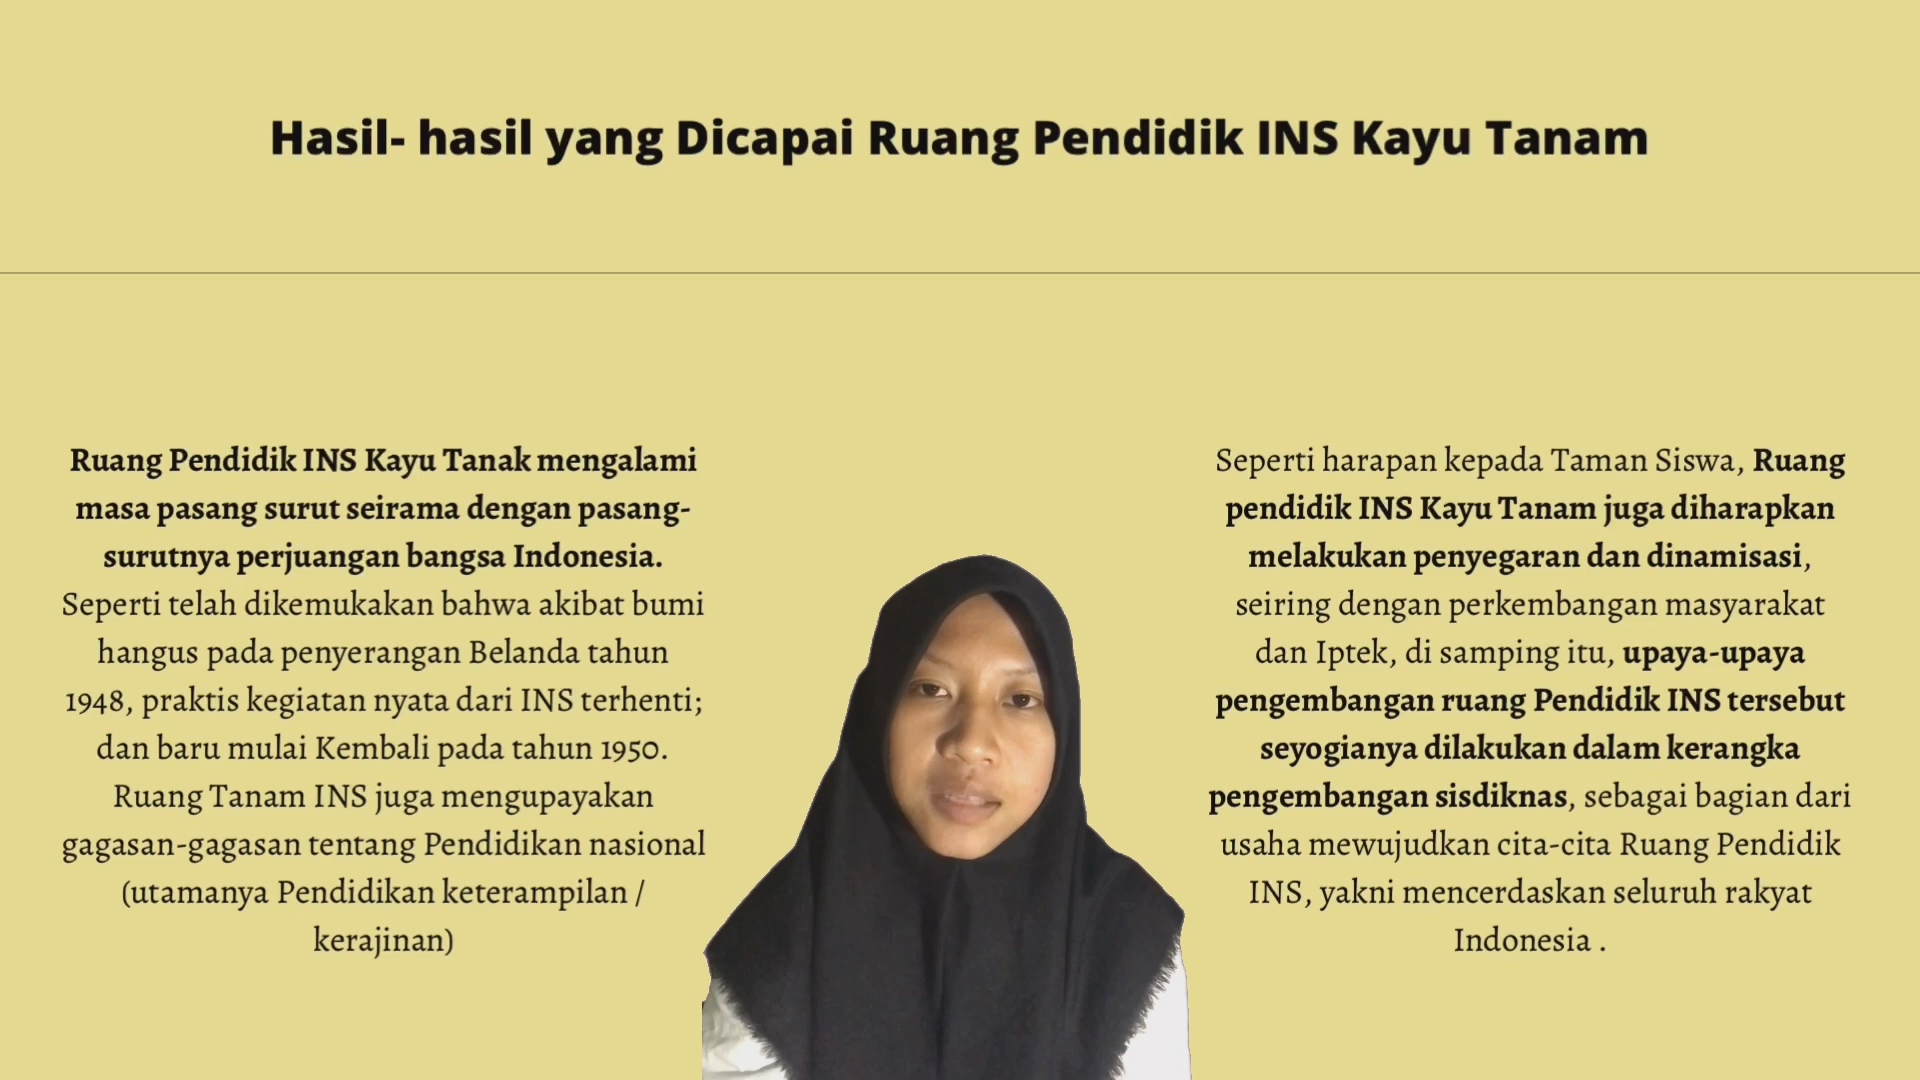 Hasil- hasil yang Dicapai Ruang Pendidik INS Kayu Tanam
Ruang Pendidik INS Kayu Tanak mengalami
masa pasang surut seirama dengan pasang-
surutnya perjuangan bangsa Indonesia.
Seperti telah dikemukakan bahwa akibat bumi
hangus pada penyerangan Belanda tahun
1948, praktis kegiatan nyata dari INS terhenti;
dan baru mulai Kembali pada tahun 1950.
Ruang Tanam INS juga mengupayakan
gagasan-gagasan tentang Pendidikan nasional
(utamanya Pendidikan keterampilan /
kerajinan)
Seperti harapan kepada Taman Siswa, Ruang
pendidik INS Kayu Tanam juga diharapkan
melakukan penyegaran dan dinamisasi,
seiring dengan perkembangan masyarakat
dan Iptek, di samping itu, upaya-upaya
pengembangan ruang Pendidik INS tersebut
seyogianya dilakukan dalam kerangka
pengembangan sisdiknas, sebagai bagian dari
usaha mewujudkan cita-cita Ruang Pendidik
INS, yakni mencerdaskan seluruh rakyat
Indonesia .